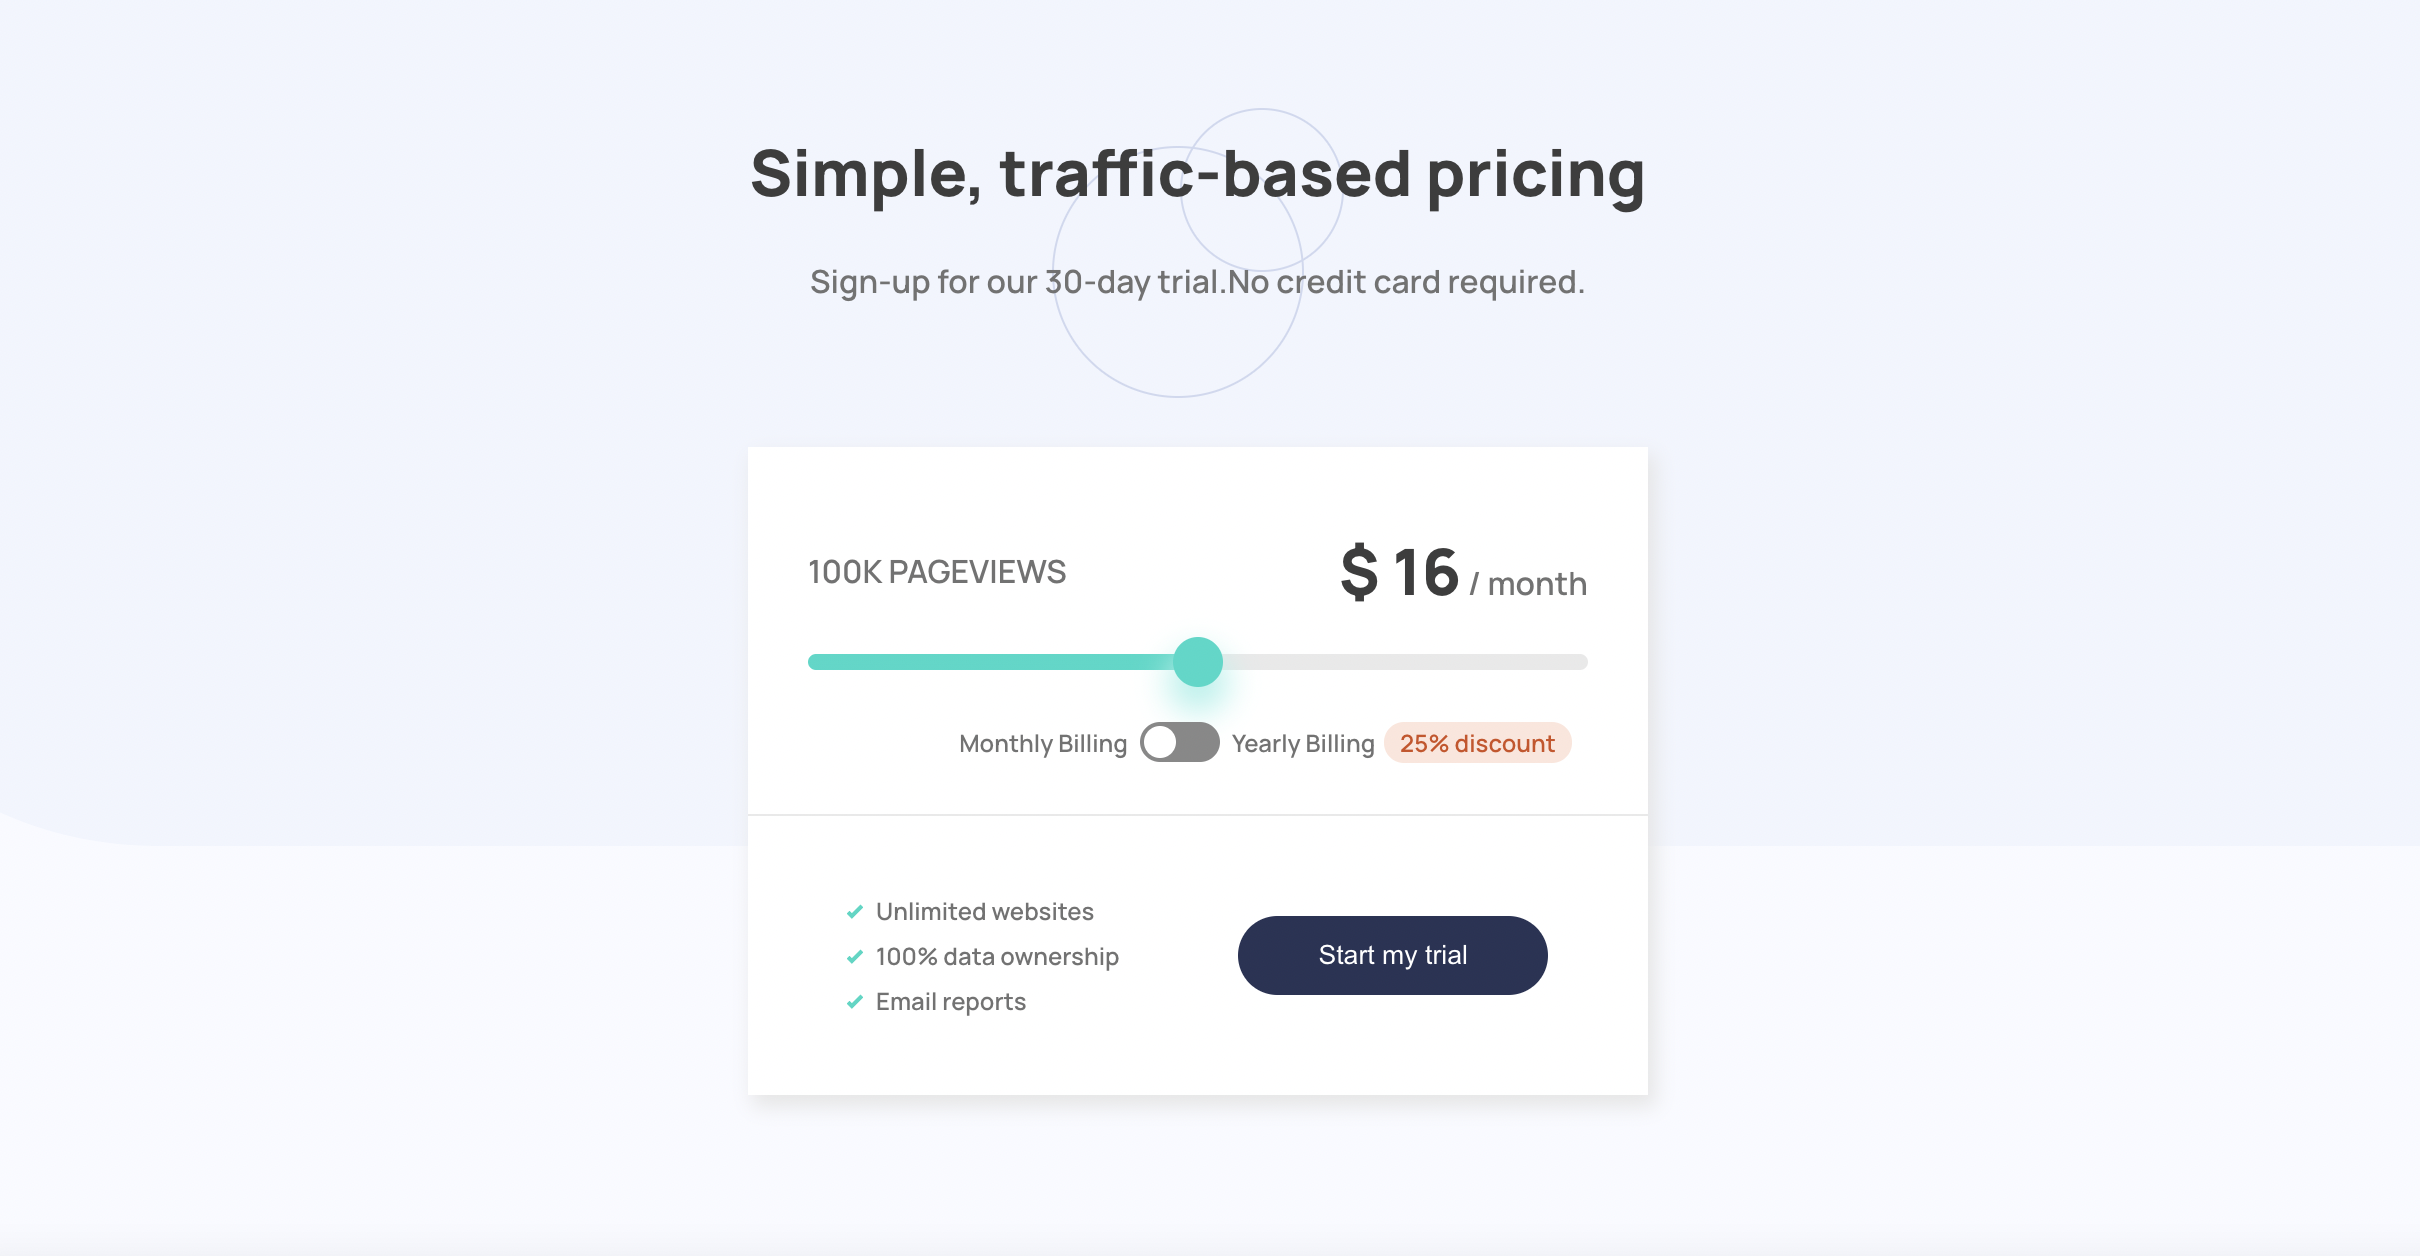 Simple, traffic-based pricing
Sign-up for our 30-day trial.No credit card required.
100K PAGEVIEWS
$ 16 / month
Monthly Billing
Yearly Billing
25% discount
Unlimited websites
100% data ownership
Email reports
Start my trial